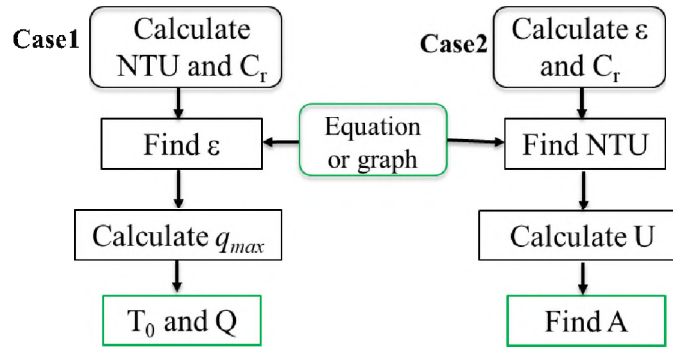 Case1
Calculate
NTU and Cr
Find ε
Calculate qmax
T0 and Q
Equation
or graph
Case2
Calculate ε
and Cr
Find NTU
Calculate U
Find A